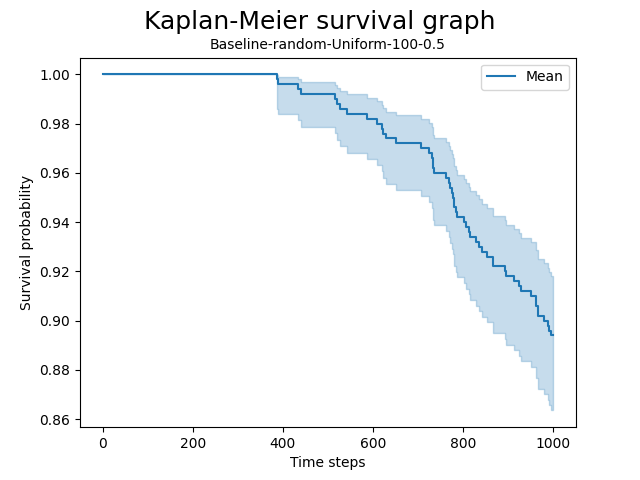 Kaplan-Meier survival graph
Baseline-random-Uniform-100-0.5
Mean
1.00
0.98
0.96
0.94
0.92
0.90
0.88
0.86
Survival probability
0 200 400 600 800 1000
Time steps